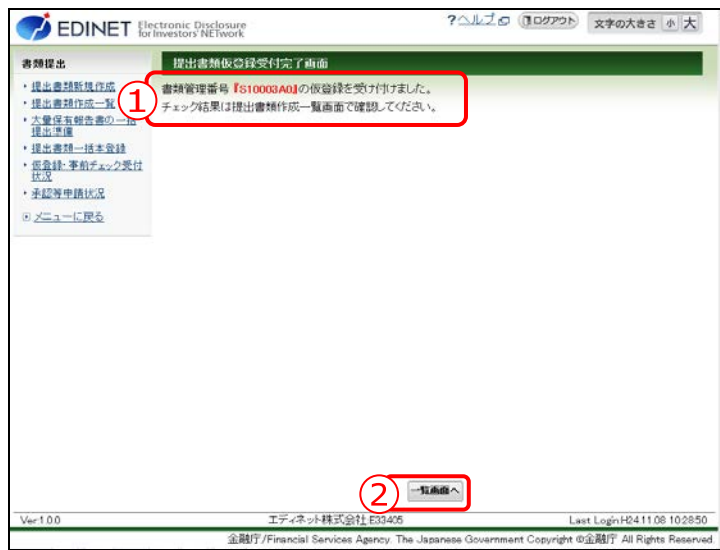 EDINET Electronic Disclosure for Investors' NETwork
?ヘルプ ログアウト 文字の大きさ 小 大
書類提出
・提出書類新規作成
・提出書類作成一覧
・大量保有報告書の一括
提出準備
・提出書類一括本登録
・仮登録・事前チェック受付
状況
・承認等申請状況
メニューに戻る
提出書類仮登録受付完了画面
①
書類管理番号『S10003A0』の仮登録を受け付けました。
チェック結果は提出書類作成一覧画面で確認してください。
②
一覧画面へ
Ver.1.0.0 エディネット株式会社 E33405 Last Login:H24.11.08 10:28:50
金融庁/Financial Services Agency. The Japanese Government Copyright ©金融庁 All Rights Reserved.